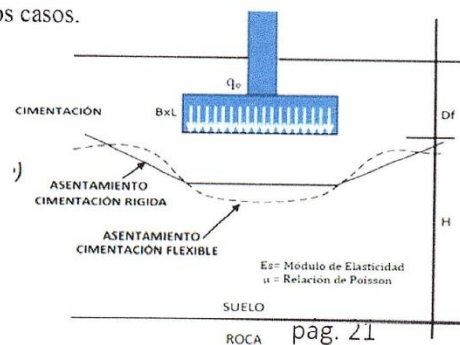 os casos.
q₀
CIMENTACIÓN
BxL
Df
ASENTAMIENTO
CIMENTACIÓN RIGIDA
H
ASENTAMIENTO
CIMENTACIÓN FLEXIBLE
Es= Módulo de Elasticidad
μ = Relación de Poisson
SUELO
ROCA
pag. 21